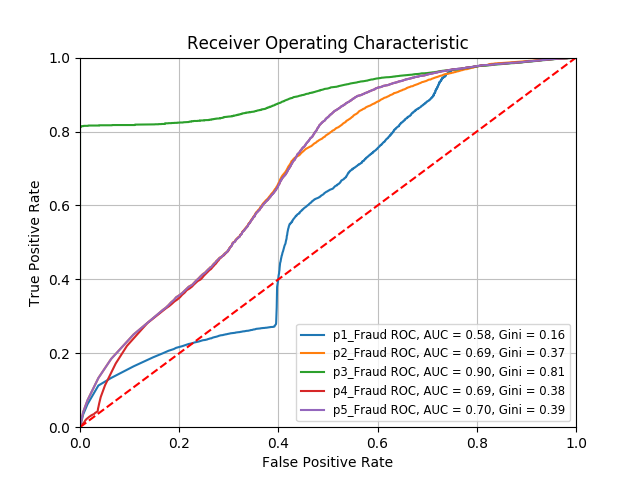 Receiver Operating Characteristic
1.0
0.8
0.6
0.4
0.2
0.0
True Positive Rate
p1_Fraud ROC, AUC = 0.58, Gini = 0.16
p2_Fraud ROC, AUC = 0.69, Gini = 0.37
p3_Fraud ROC, AUC = 0.90, Gini = 0.81
p4_Fraud ROC, AUC = 0.69, Gini = 0.38
p5_Fraud ROC, AUC = 0.70, Gini = 0.39
0.0 0.2 0.4 0.6 0.8 1.0
False Positive Rate